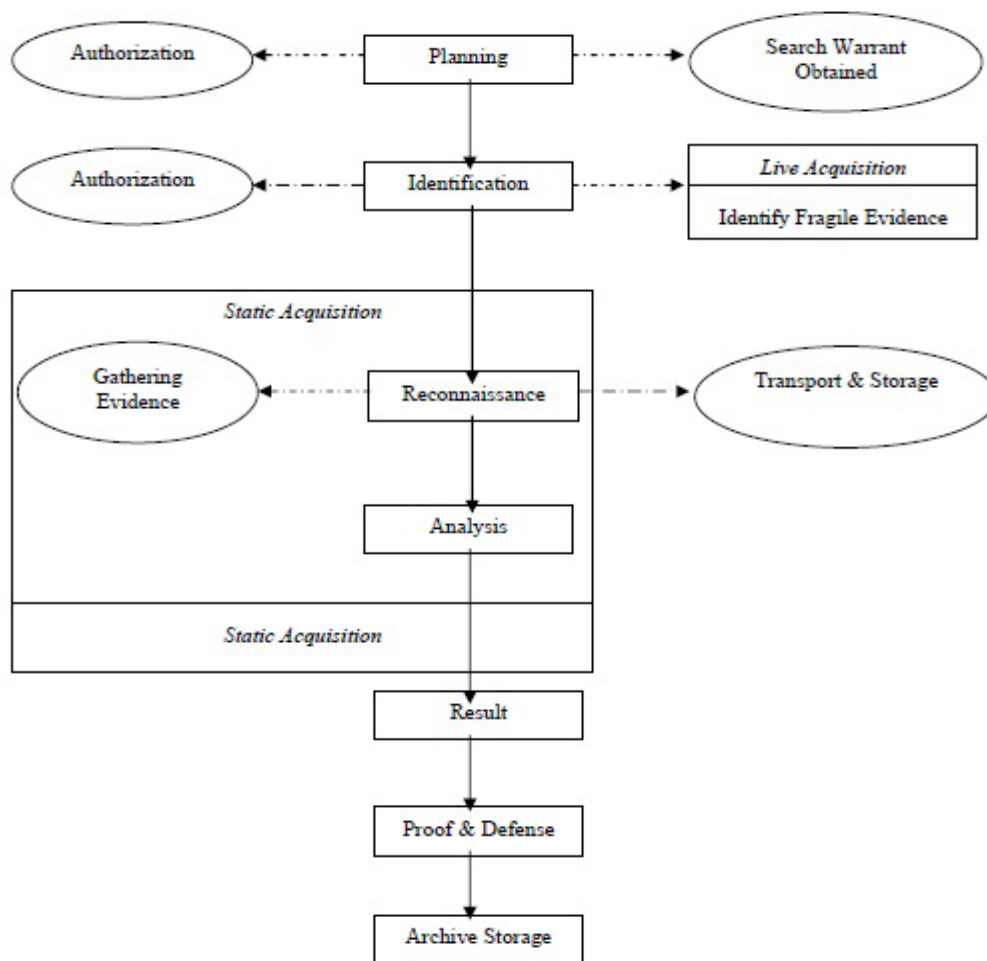 Authorization
Planning
Search Warrant
Obtained
Authorization
Identification
Live Acquisition
Identify Fragile Evidence
Static Acquisition
Gathering
Evidence
Reconnaissance
Transport & Storage
Analysis
Static Acquisition
Result
Proof & Defense
Archive Storage